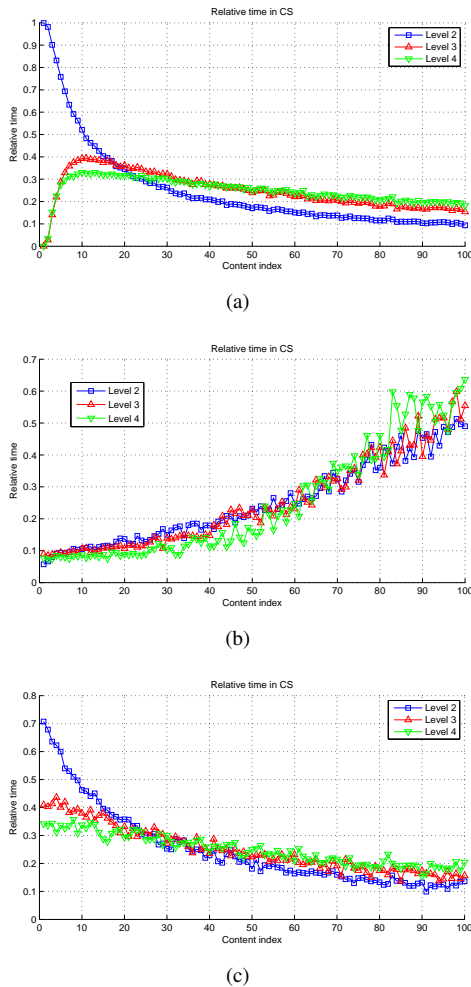 Relative time in CS
1
0.9
0.8
0.7
0.6
0.5
0.4
0.3
0.2
0.1
0
Relative time
Level 2
Level 3
Level 4
0 10 20 30 40 50 60 70 80 90 100
Content index
(a)
Relative time in CS
0.7
0.6
0.5
0.4
0.3
0.2
0.1
0
Relative time
Level 2
Level 3
Level 4
0 10 20 30 40 50 60 70 80 90 100
Content index
(b)
Relative time in CS
0.8
0.7
0.6
0.5
0.4
0.3
0.2
0.1
0
Relative time
Level 2
Level 3
Level 4
0 10 20 30 40 50 60 70 80 90 100
Content index
(c)